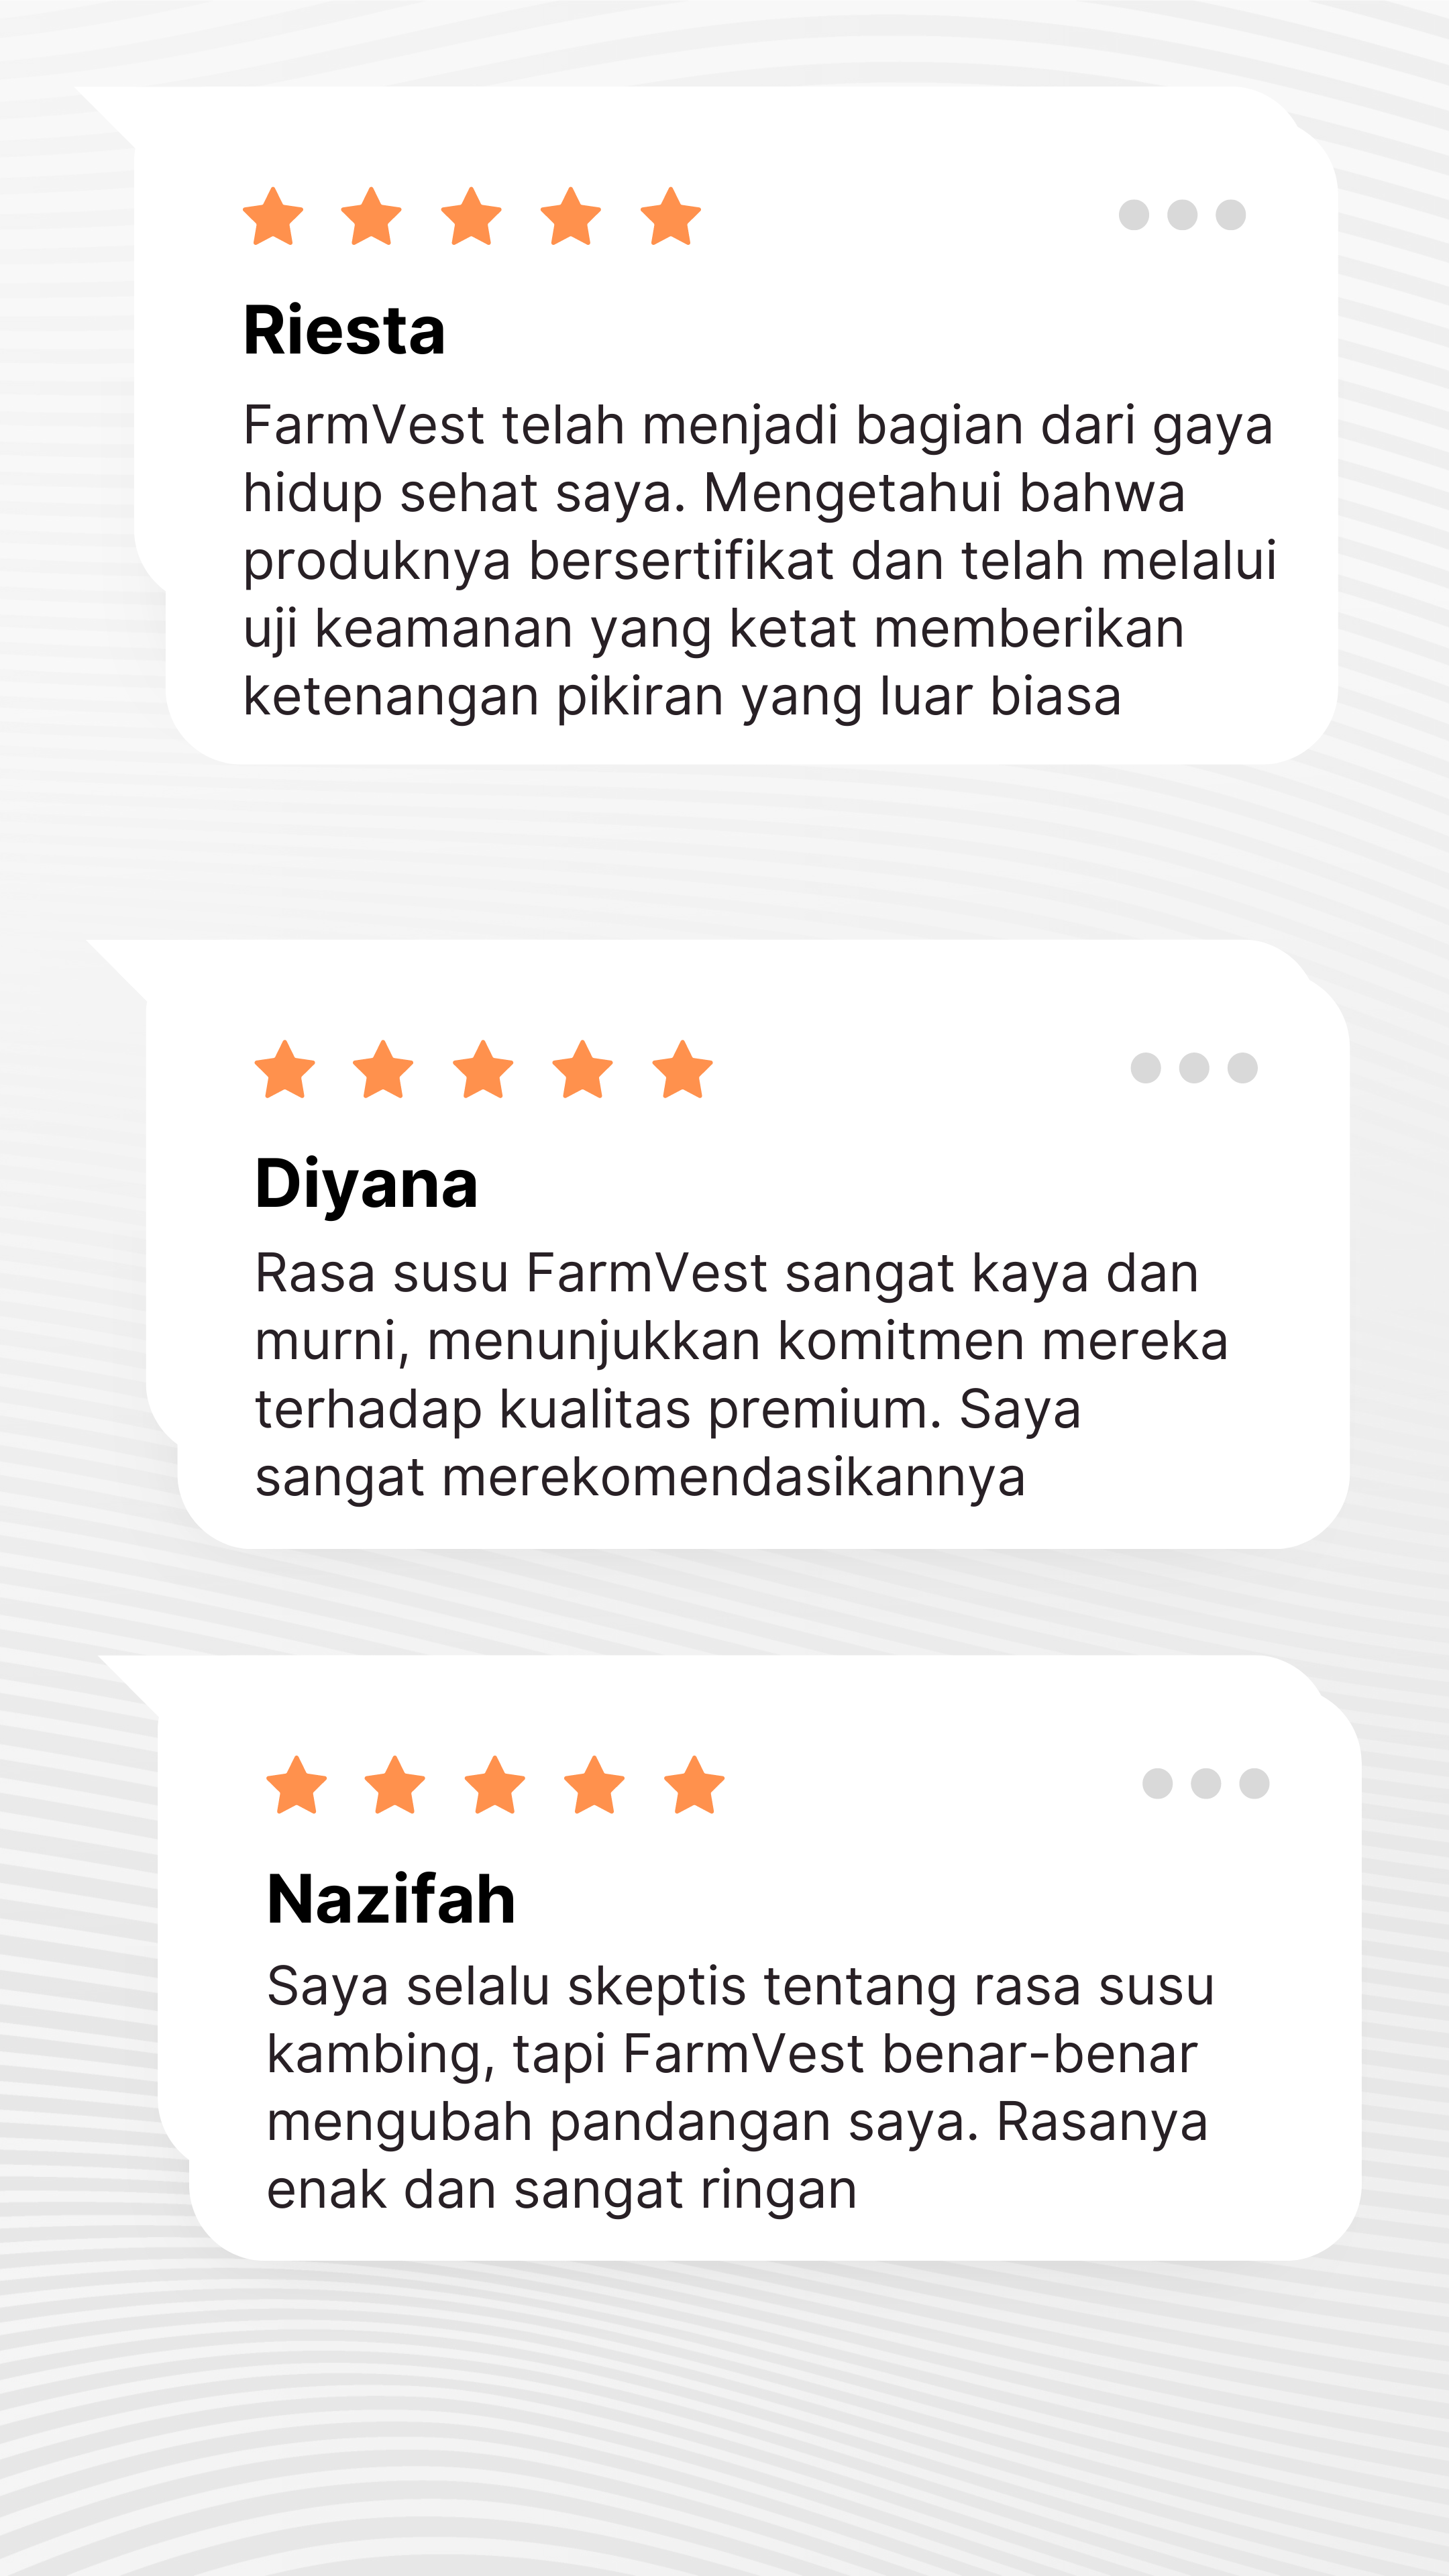 Riesta
FarmVest telah menjadi bagian dari gaya
hidup sehat saya. Mengetahui bahwa
produknya bersertifikat dan telah melalui
uji keamanan yang ketat memberikan
ketenangan pikiran yang luar biasa
Diyana
Rasa susu FarmVest sangat kaya dan
murni, menunjukkan komitmen mereka
terhadap kualitas premium. Saya
sangat merekomendasikannya
Nazifah
Saya selalu skeptis tentang rasa susu
kambing, tapi FarmVest benar-benar
mengubah pandangan saya. Rasanya
enak dan sangat ringan